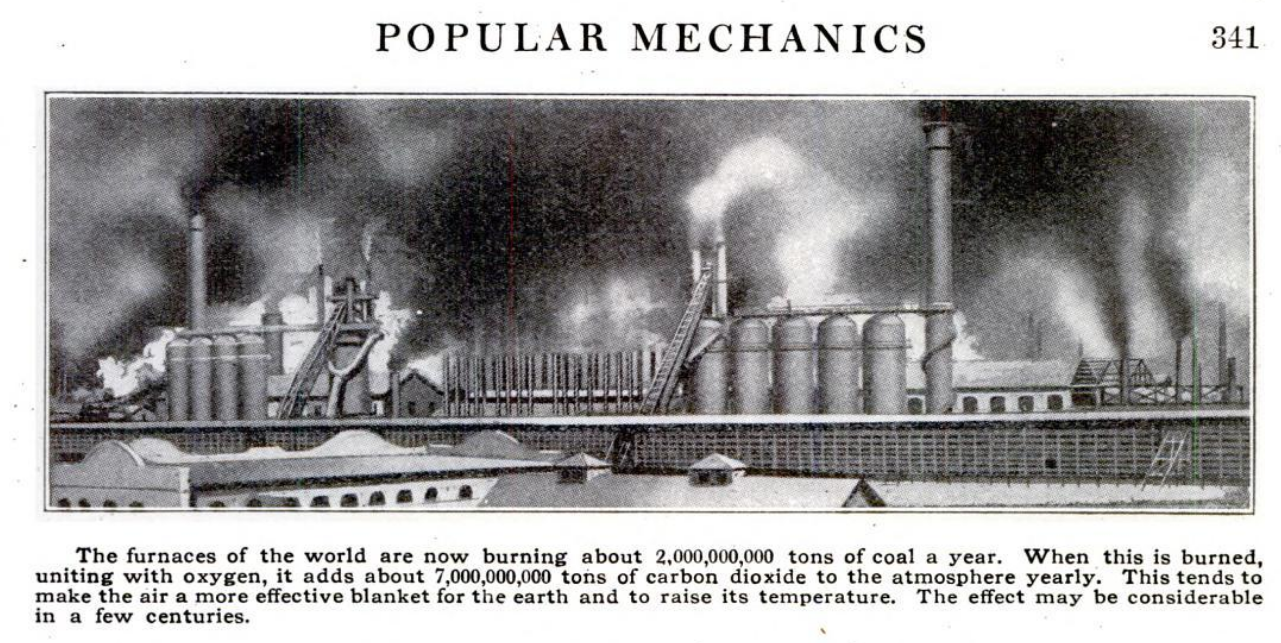 POPULAR MECHANICS 341
The furnaces of the world are now burning about 2,000,000,000 tons of coal a year. When this is burned,
uniting with oxygen, it adds about 7,000,000,000 tons of carbon dioxide to the atmosphere yearly. This tends to
make the air a more effective blanket for the earth and to raise its temperature. The effect may be considerable
in a few centuries.